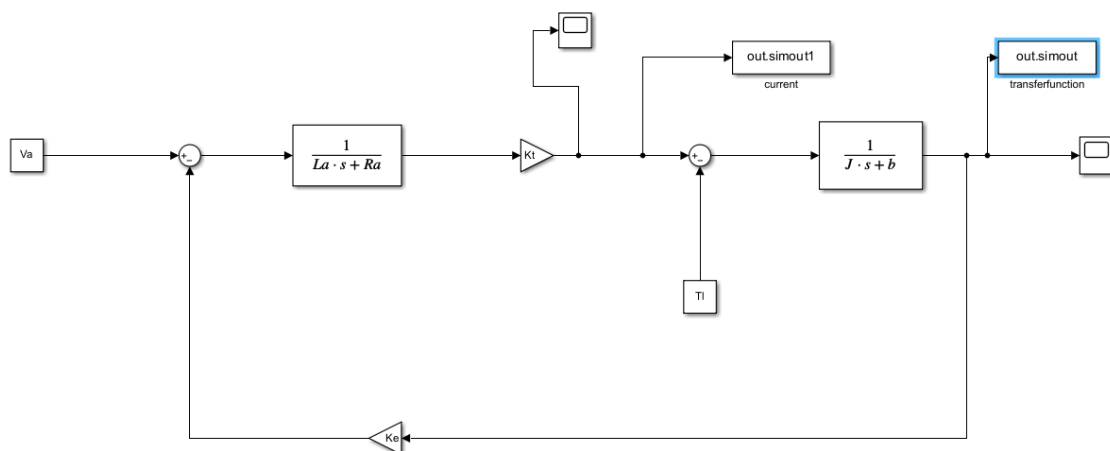 out.simout1
current
out.simout
transferfunction
Va
+
−
1
La · s + Ra
Kt
+
−
1
J · s + b
Tl
Ke